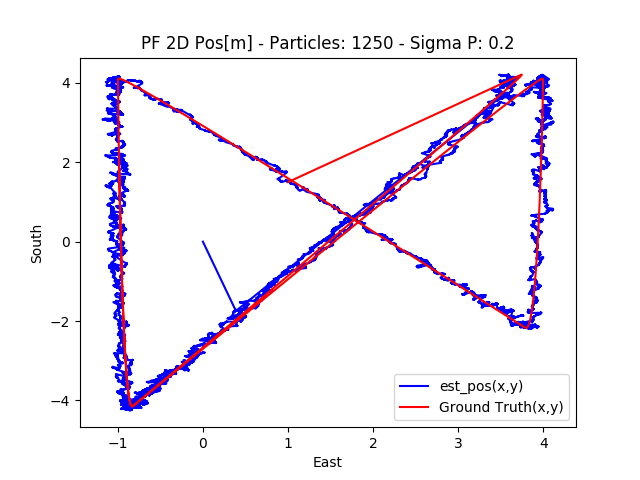 PF 2D Pos[m] - Particles: 1250 - Sigma P: 0.2
4
2
0
−2
−4
South
est_pos(x,y)
Ground Truth(x,y)
−1 0 1 2 3 4
East